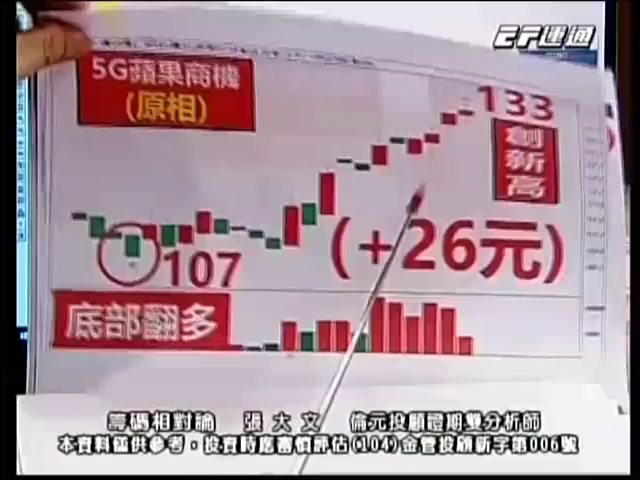 EF建通
5G蘋果商機
(原相)
133
創新高
107
(+26元)
底部翻多
籌碼相對論 張大文 倫元投顧證期雙分析師
本資料僅供參考，投資時應審慎評估(104)金管投顧新字第006號